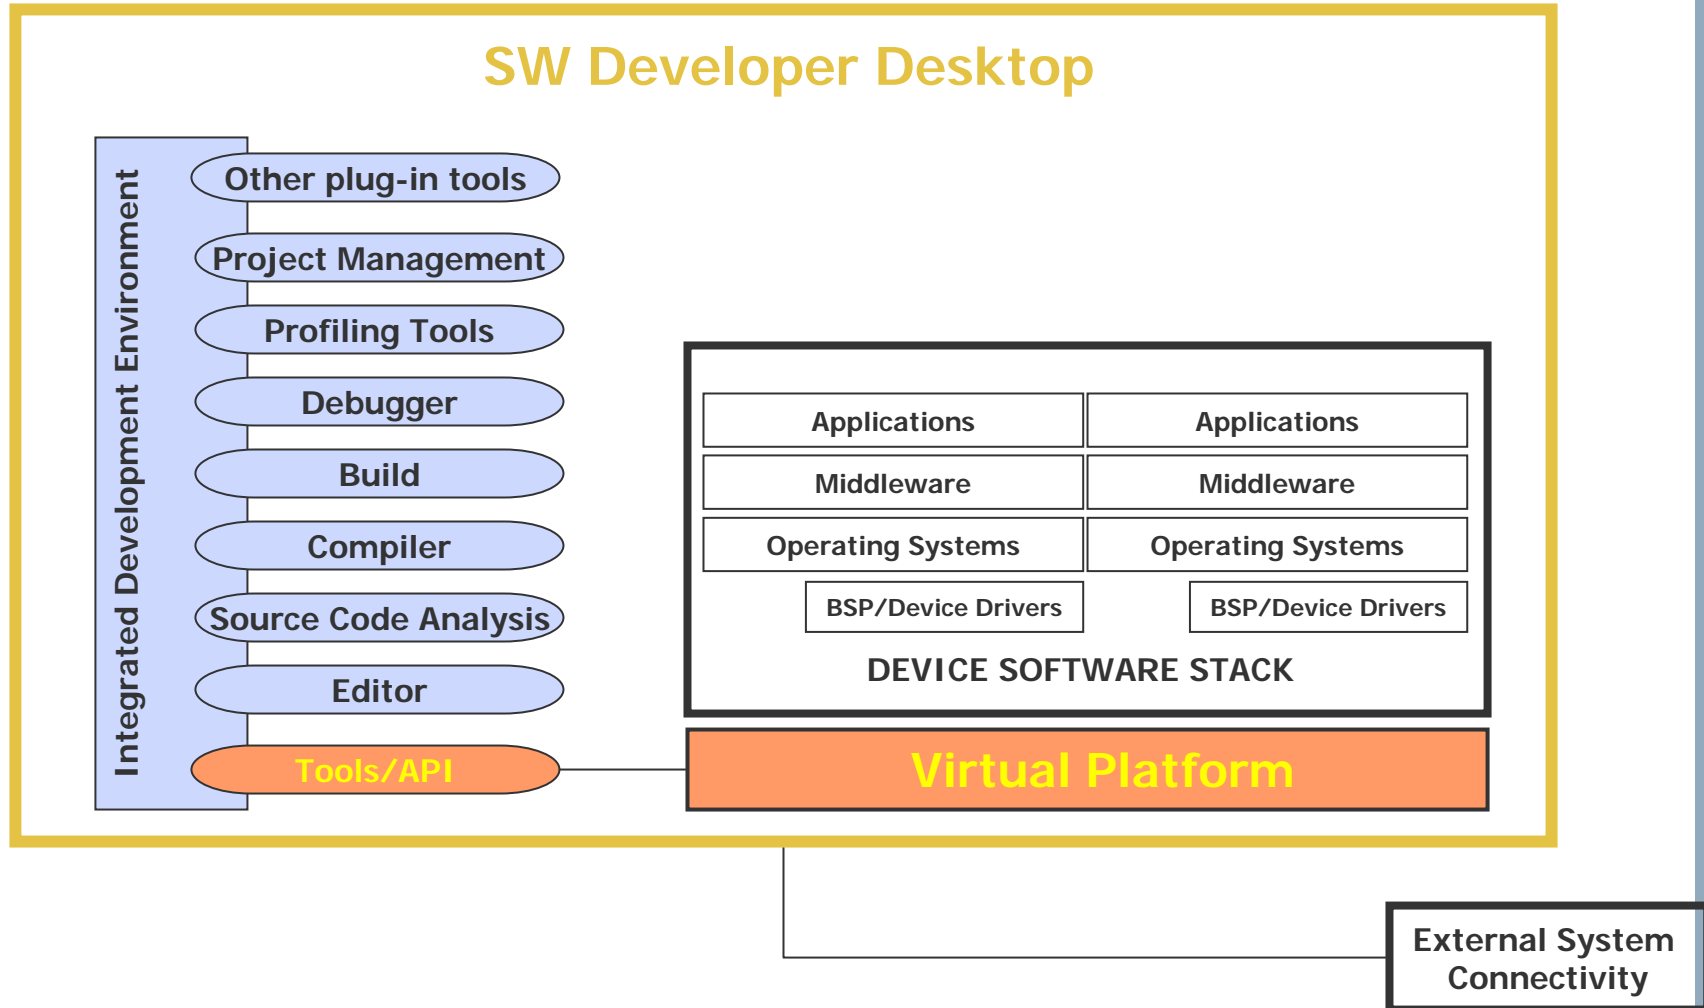 SW Developer Desktop
Integrated Development Environment
Other plug-in tools
Project Management
Profiling Tools
Debugger
Build
Compiler
Source Code Analysis
Editor
Tools/API
Applications
Applications
Middleware
Middleware
Operating Systems
Operating Systems
BSP/Device Drivers
BSP/Device Drivers
DEVICE SOFTWARE STACK
Virtual Platform
External System
Connectivity